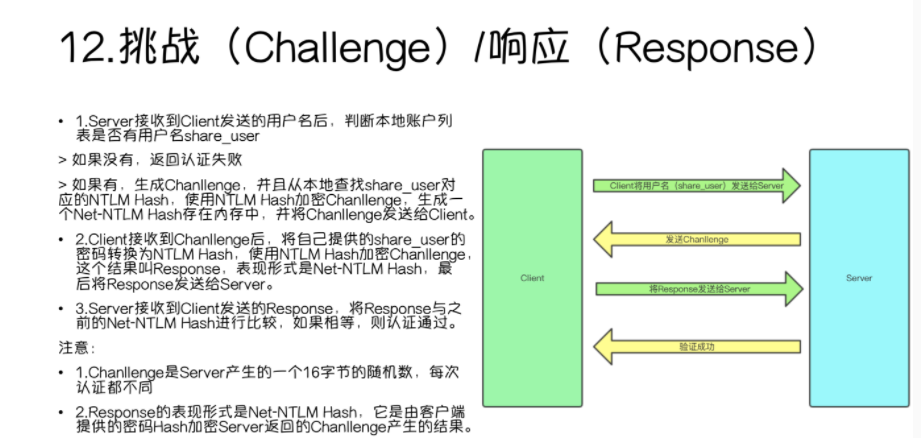 12.挑战（Challenge）/响应（Response）
• 1.Server接收到Client发送的用户名后，判断本地账户列
表是否有用户名share_user
> 如果没有，返回认证失败
> 如果有，生成Chanllenge，并且从本地查找share_user对
应的NTLM Hash，使用NTLM Hash加密Chanllenge，生成一
个Net-NTLM Hash存在内存中，并将Chanllenge发送给Client。
• 2.Client接收到Chanllenge后，将自己提供的share_user的
密码转换为NTLM Hash，使用NTLM Hash加密Chanllenge，
这个结果叫Response，表现形式是Net-NTLM Hash，最
后将Response发送给Server。
• 3.Server接收到Client发送的Response，将Response与之
前的Net-NTLM Hash进行比较，如果相等，则认证通过。
注意：
• 1.Chanllenge是Server产生的一个16字节的随机数，每次
认证都不同
• 2.Response的表现形式是Net-NTLM Hash，它是由客户端
提供的密码Hash加密Server返回的Chanllenge产生的结果。
Client
Client将用户名（share_user）发送给Server
发送Chanllenge
将Response发送给Server
验证成功
Server